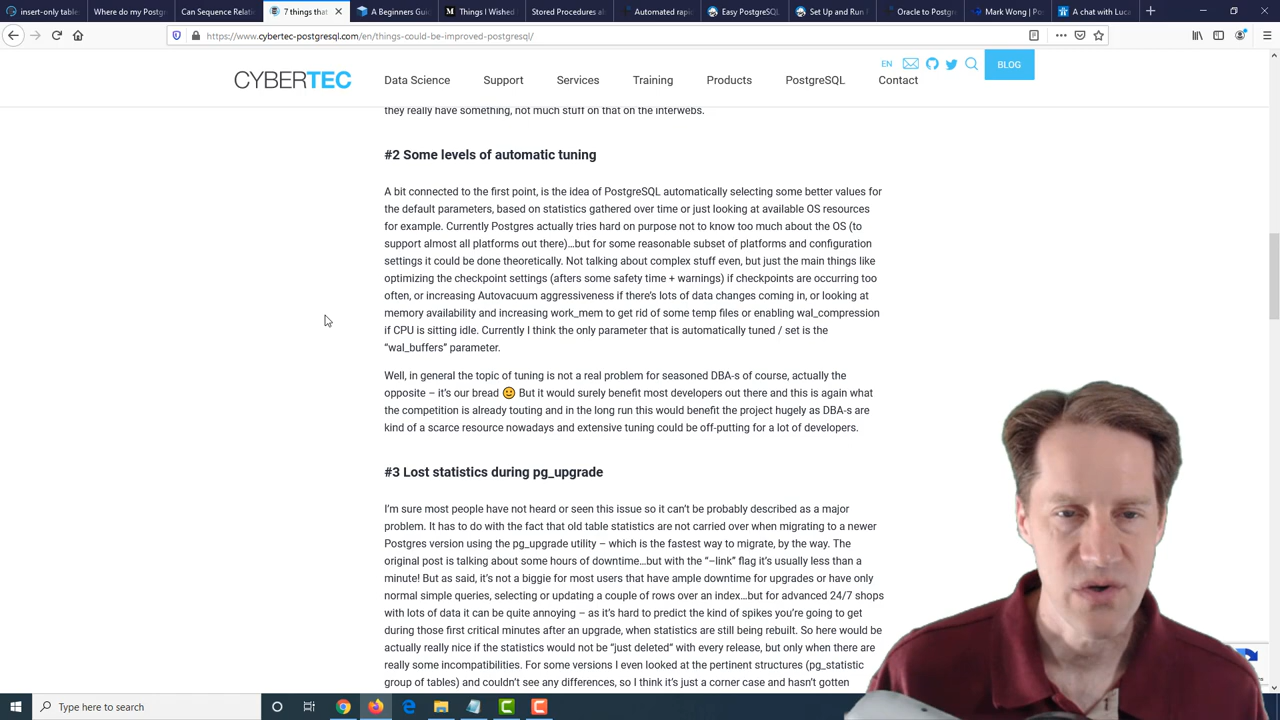 insert-only tables
Where do my Postg
Can Sequence Relati
7 things that
A Beginners Gui
Things I Wished
Stored Procedures al
Automated rapi
Easy PostgreSQL
Set Up and Run P
Oracle to Postgr
Mark Wong | Po
A chat with Luca
https://www.cybertec-postgresql.com/en/things-could-be-improved-postgresql/
CYBERTEC
Data Science
Support
Services
Training
Products
PostgreSQL
Contact
EN
BLOG
they really have something, not much stuff on that on the interwebs.
#2 Some levels of automatic tuning
A bit connected to the first point, is the idea of PostgreSQL automatically selecting some better values for
the default parameters, based on statistics gathered over time or just looking at available OS resources
for example. Currently Postgres actually tries hard on purpose not to know too much about the OS (to
support almost all platforms out there)…but for some reasonable subset of platforms and configuration
settings it could be done theoretically. Not talking about complex stuff even, but just the main things like
optimizing the checkpoint settings (afters some safety time + warnings) if checkpoints are occurring too
often, or increasing Autovacuum aggressiveness if there's lots of data changes coming in, or looking at
memory availability and increasing work_mem to get rid of some temp files or enabling wal_compression
if CPU is sitting idle. Currently I think the only parameter that is automatically tuned / set is the
“wal_buffers” parameter.
Well, in general the topic of tuning is not a real problem for seasoned DBA-s of course, actually the
opposite – it's our bread 😉 But it would surely benefit most developers out there and this is again what
the competition is already touting and in the long run this would benefit the project hugely as DBA-s are
kind of a scarce resource nowadays and extensive tuning could be off-putting for a lot of developers.
#3 Lost statistics during pg_upgrade
I'm sure most people have not heard or seen this issue so it can't be probably described as a major
problem. It has to do with the fact that old table statistics are not carried over when migrating to a newer
Postgres version using the pg_upgrade utility – which is the fastest way to migrate, by the way. The
original post is talking about some hours of downtime…but with the “–link” flag it's usually less than a
minute! But as said, it's not a biggie for most users that have ample downtime for upgrades or have only
normal simple queries, selecting or updating a couple of rows over an index…but for advanced 24/7 shops
with lots of data it can be quite annoying – as it's hard to predict the kind of spikes you're going to get
during those first critical minutes after an upgrade, when statistics are still being rebuilt. So here would be
actually really nice if the statistics would not be “just deleted” with every release, but only when there are
really some incompatibilities. For some versions I even looked at the pertinent structures (pg_statistic
group of tables) and couldn't see any differences, so I think it's just a corner case and hasn't gotten
Type here to search